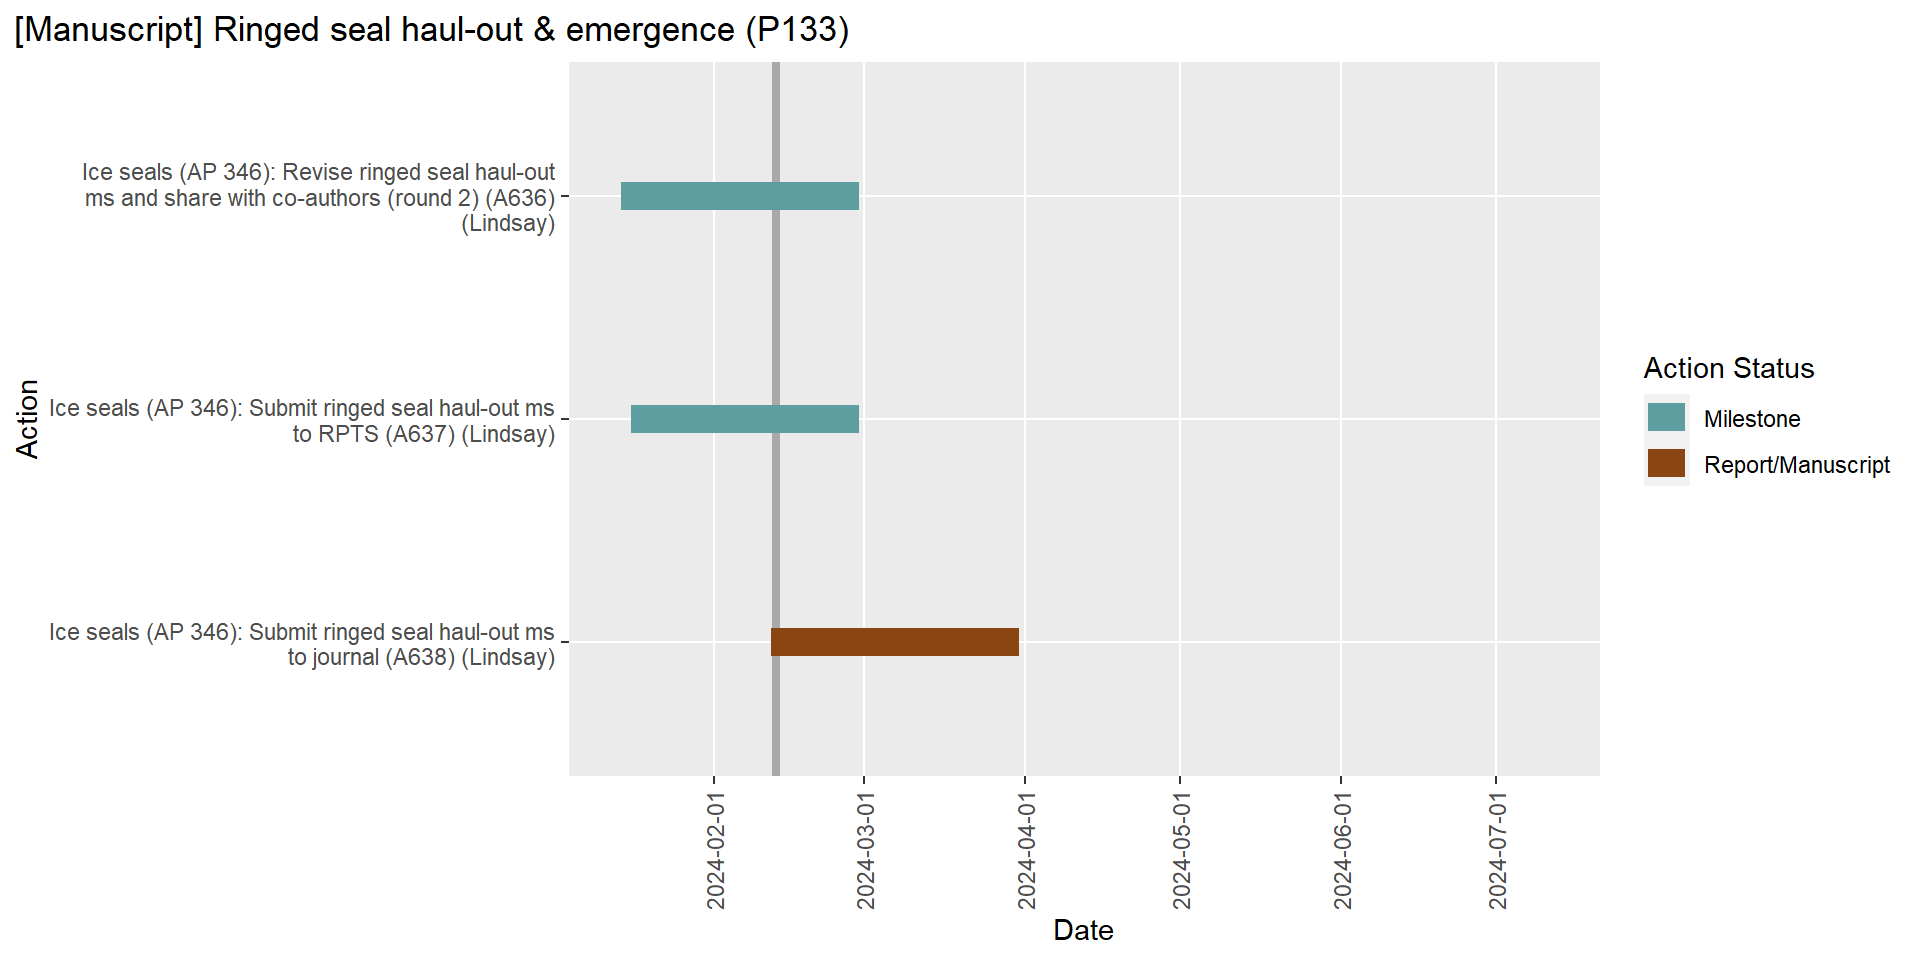 [Manuscript] Ringed seal haul-out & emergence (P133)
Ice seals (AP 346): Revise ringed seal haul-out
ms and share with co-authors (round 2) (A636)
(Lindsay)
Ice seals (AP 346): Submit ringed seal haul-out ms
to RPTS (A637) (Lindsay)
Ice seals (AP 346): Submit ringed seal haul-out ms
to journal (A638) (Lindsay)
Action
2024-02-01
2024-03-01
2024-04-01
2024-05-01
2024-06-01
2024-07-01
Date
Action Status
Milestone
Report/Manuscript